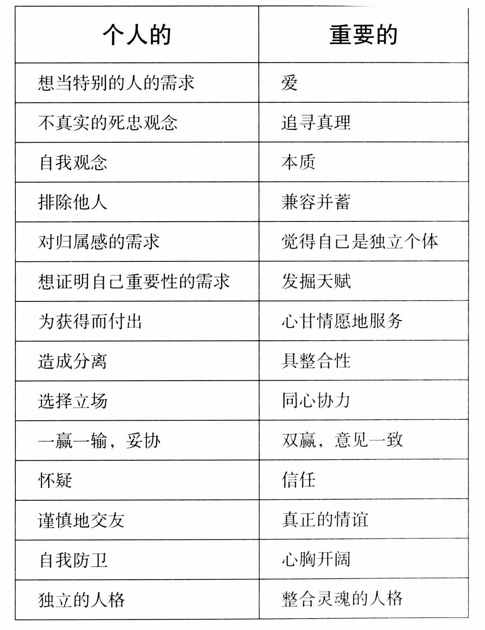 个人的 重要的
想当特别的人的需求 爱
不真实的死忠观念 追寻真理
自我观念 本质
排除他人 兼容并蓄
对归属感的需求 觉得自己是独立个体
想证明自己重要性的需求 发掘天赋
为获得而付出 心甘情愿地服务
造成分离 具整合性
选择立场 同心协力
一赢一输，妥协 双赢，意见一致
怀疑 信任
谨慎地交友 真正的情谊
自我防卫 心胸开阔
独立的人格 整合灵魂的人格